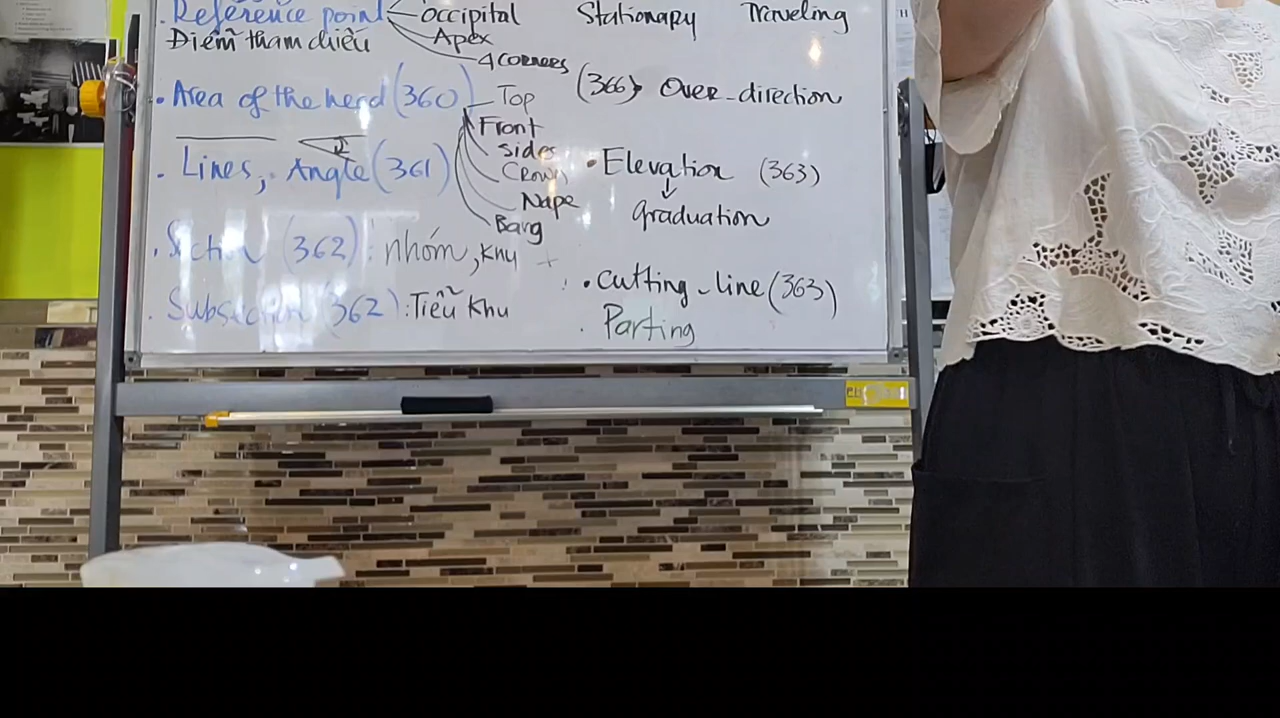 . Reference point
Điểm tham chiếu
Occipital
Apex
4 corners
Stationary Traveling
. Area of the head (360)
Top
Front
sides
Crown
Nape
Bang
(366) Over-direction
. Lines, Angle (361)
. Elevation (363)
graduation
. Section (362) : nhóm, khu
. Subsection (362) : Tiểu khu
. Cutting-line (363)
. Parting